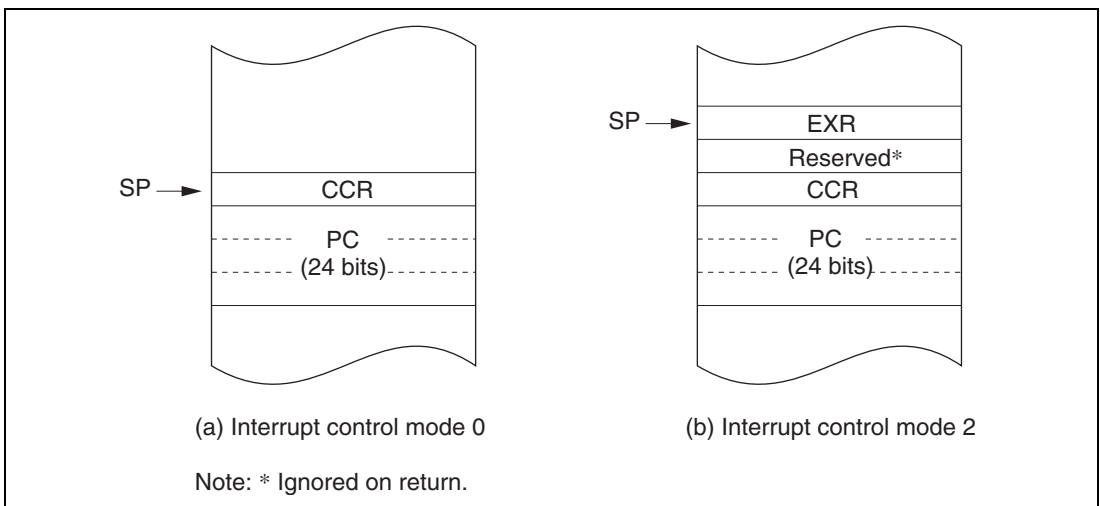 SP
CCR
PC
(24 bits)
(a) Interrupt control mode 0
SP
EXR
Reserved*
CCR
PC
(24 bits)
(b) Interrupt control mode 2
Note: * Ignored on return.